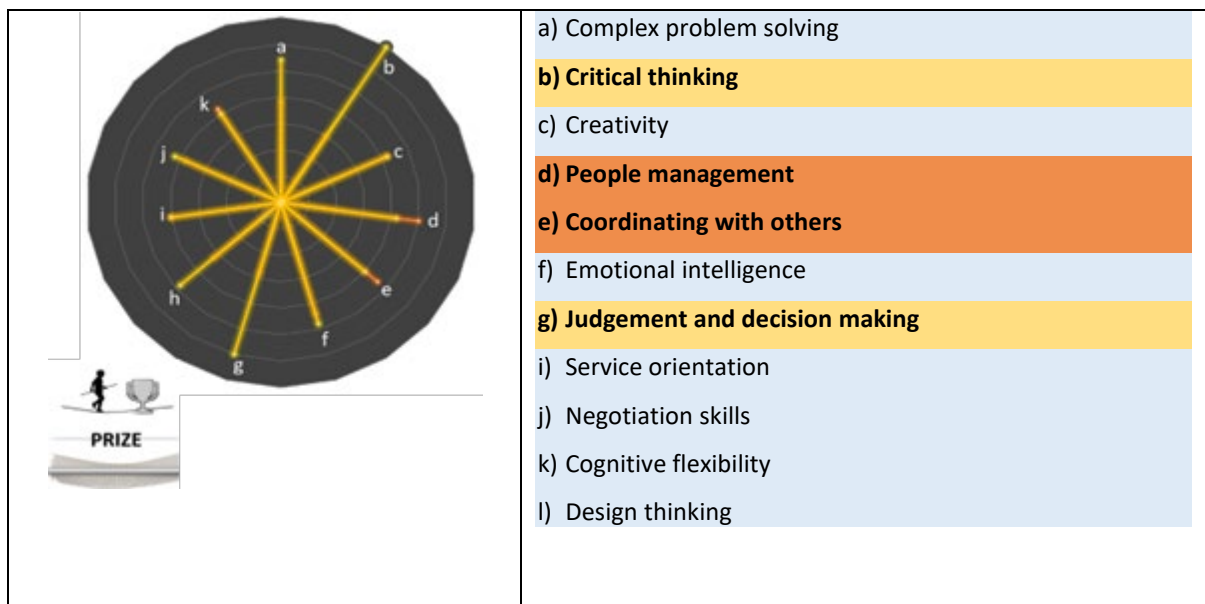 a
b
k
j
c
i
d
h
e
f
g
PRIZE
a) Complex problem solving
b) Critical thinking
c) Creativity
d) People management
e) Coordinating with others
f) Emotional intelligence
g) Judgement and decision making
i) Service orientation
j) Negotiation skills
k) Cognitive flexibility
l) Design thinking